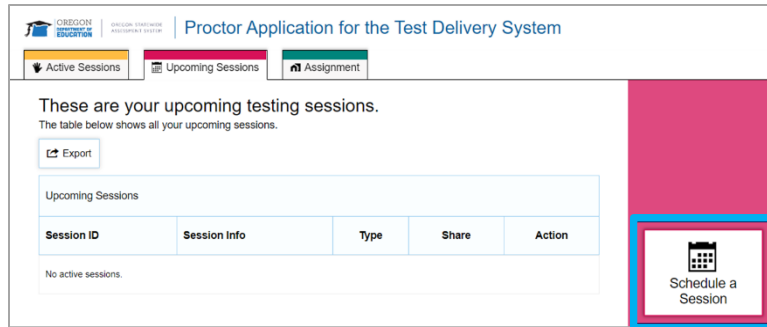 OREGON
DEPARTMENT OF
EDUCATION
OREGON STATEWIDE
ASSESSMENT SYSTEM
Proctor Application for the Test Delivery System
Active Sessions
Upcoming Sessions
Assignment
These are your upcoming testing sessions.
The table below shows all your upcoming sessions.
Export
Upcoming Sessions
Session ID Session Info Type Share Action
No active sessions.
Schedule a
Session